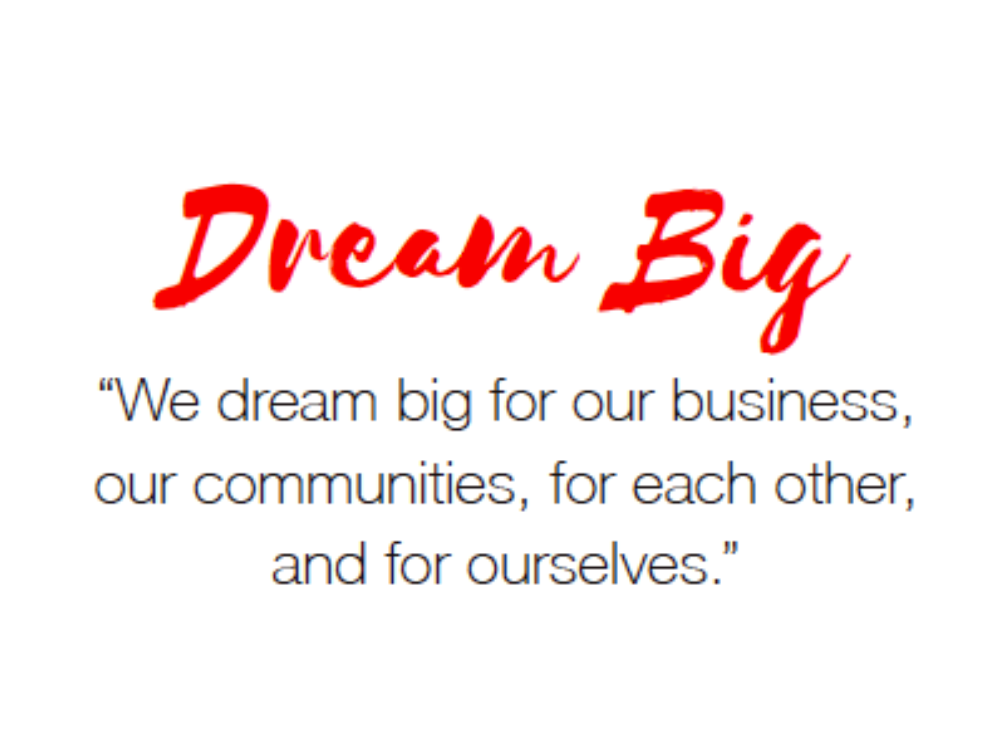 Dream Big
“We dream big for our business,
our communities, for each other,
and for ourselves.”